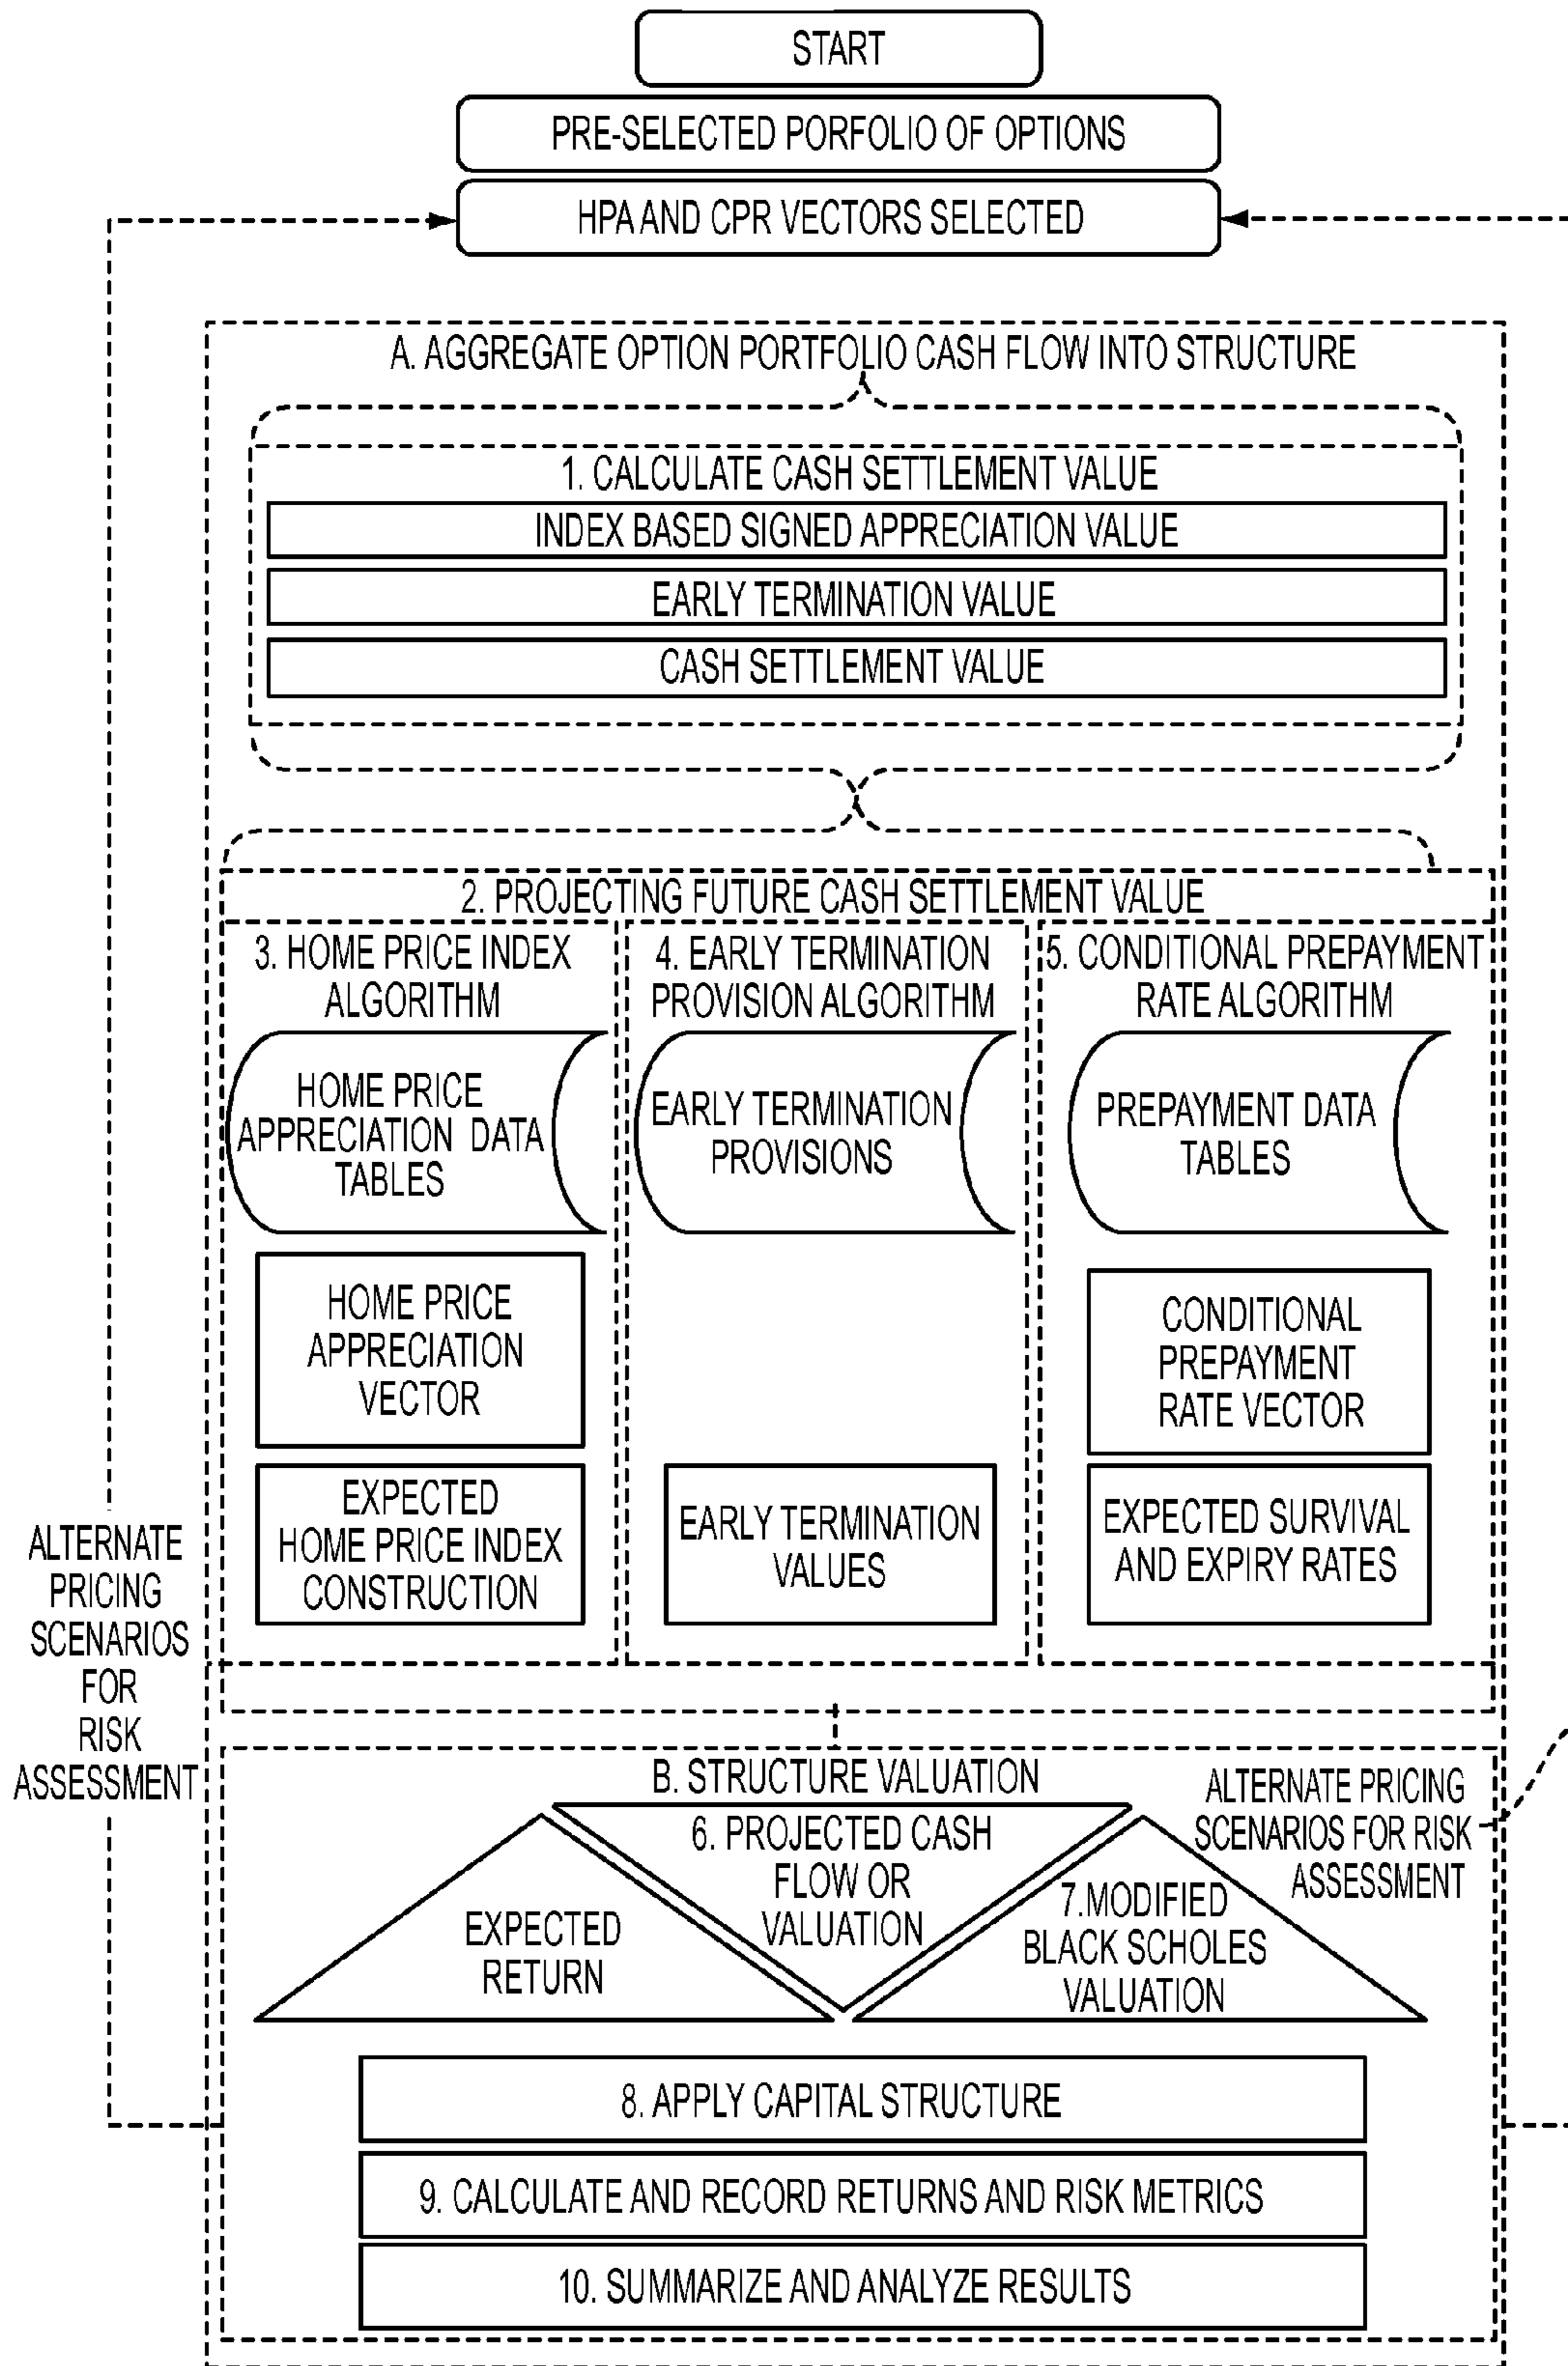 START
PRE-SELECTED PORFOLIO OF OPTIONS
HPA AND CPR VECTORS SELECTED
A. AGGREGATE OPTION PORTFOLIO CASH FLOW INTO STRUCTURE
1. CALCULATE CASH SETTLEMENT VALUE
INDEX BASED SIGNED APPRECIATION VALUE
EARLY TERMINATION VALUE
CASH SETTLEMENT VALUE
2. PROJECTING FUTURE CASH SETTLEMENT VALUE
3. HOME PRICE INDEX
ALGORITHM
HOME PRICE
APPRECIATION DATA
TABLES
HOME PRICE
APPRECIATION
VECTOR
EXPECTED
HOME PRICE INDEX
CONSTRUCTION
4. EARLY TERMINATION
PROVISION ALGORITHM
EARLY TERMINATION
PROVISIONS
EARLY TERMINATION
VALUES
5. CONDITIONAL PREPAYMENT
RATE ALGORITHM
PREPAYMENT DATA
TABLES
CONDITIONAL
PREPAYMENT
RATE VECTOR
EXPECTED SURVIVAL
AND EXPIRY RATES
ALTERNATE
PRICING
SCENARIOS
FOR
RISK
ASSESSMENT
B. STRUCTURE VALUATION
EXPECTED
RETURN
6. PROJECTED CASH
FLOW OR
VALUATION
7.MODIFIED
BLACK SCHOLES
VALUATION
ALTERNATE PRICING
SCENARIOS FOR RISK
ASSESSMENT
8. APPLY CAPITAL STRUCTURE
9. CALCULATE AND RECORD RETURNS AND RISK METRICS
10. SUMMARIZE AND ANALYZE RESULTS